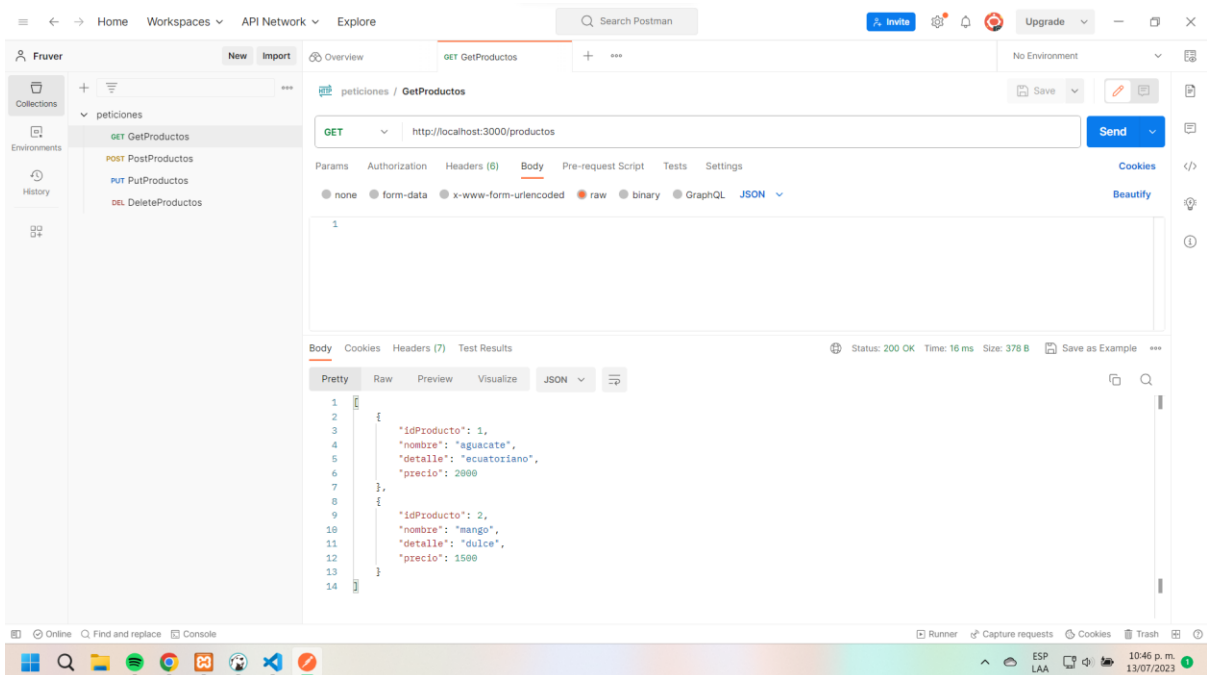 Home Workspaces API Network Explore Search Postman Invite Upgrade
Fruver New Import Overview GET GetProductos No Environment
Collections
Environments
History
peticiones
GET GetProductos
POST PostProductos
PUT PutProductos
DEL DeleteProductos
HTTP peticiones / GetProductos Save
GET http://localhost:3000/productos Send
Params Authorization Headers (6) Body Pre-request Script Tests Settings Cookies
none form-data x-www-form-urlencoded raw binary GraphQL JSON Beautify
1
Body Cookies Headers (7) Test Results Status: 200 OK Time: 16 ms Size: 378 B Save as Example
Pretty Raw Preview Visualize JSON
1 [
2 {
3 "idProducto": 1,
4 "nombre": "aguacate",
5 "detalle": "ecuatoriano",
6 "precio": 2000
7 },
8 {
9 "idProducto": 2,
10 "nombre": "mango",
11 "detalle": "dulce",
12 "precio": 1500
13 }
14 ]
Online Find and replace Console Runner Capture requests Cookies Trash
ESP 10:46 p. m.
LAA 13/07/2023 1